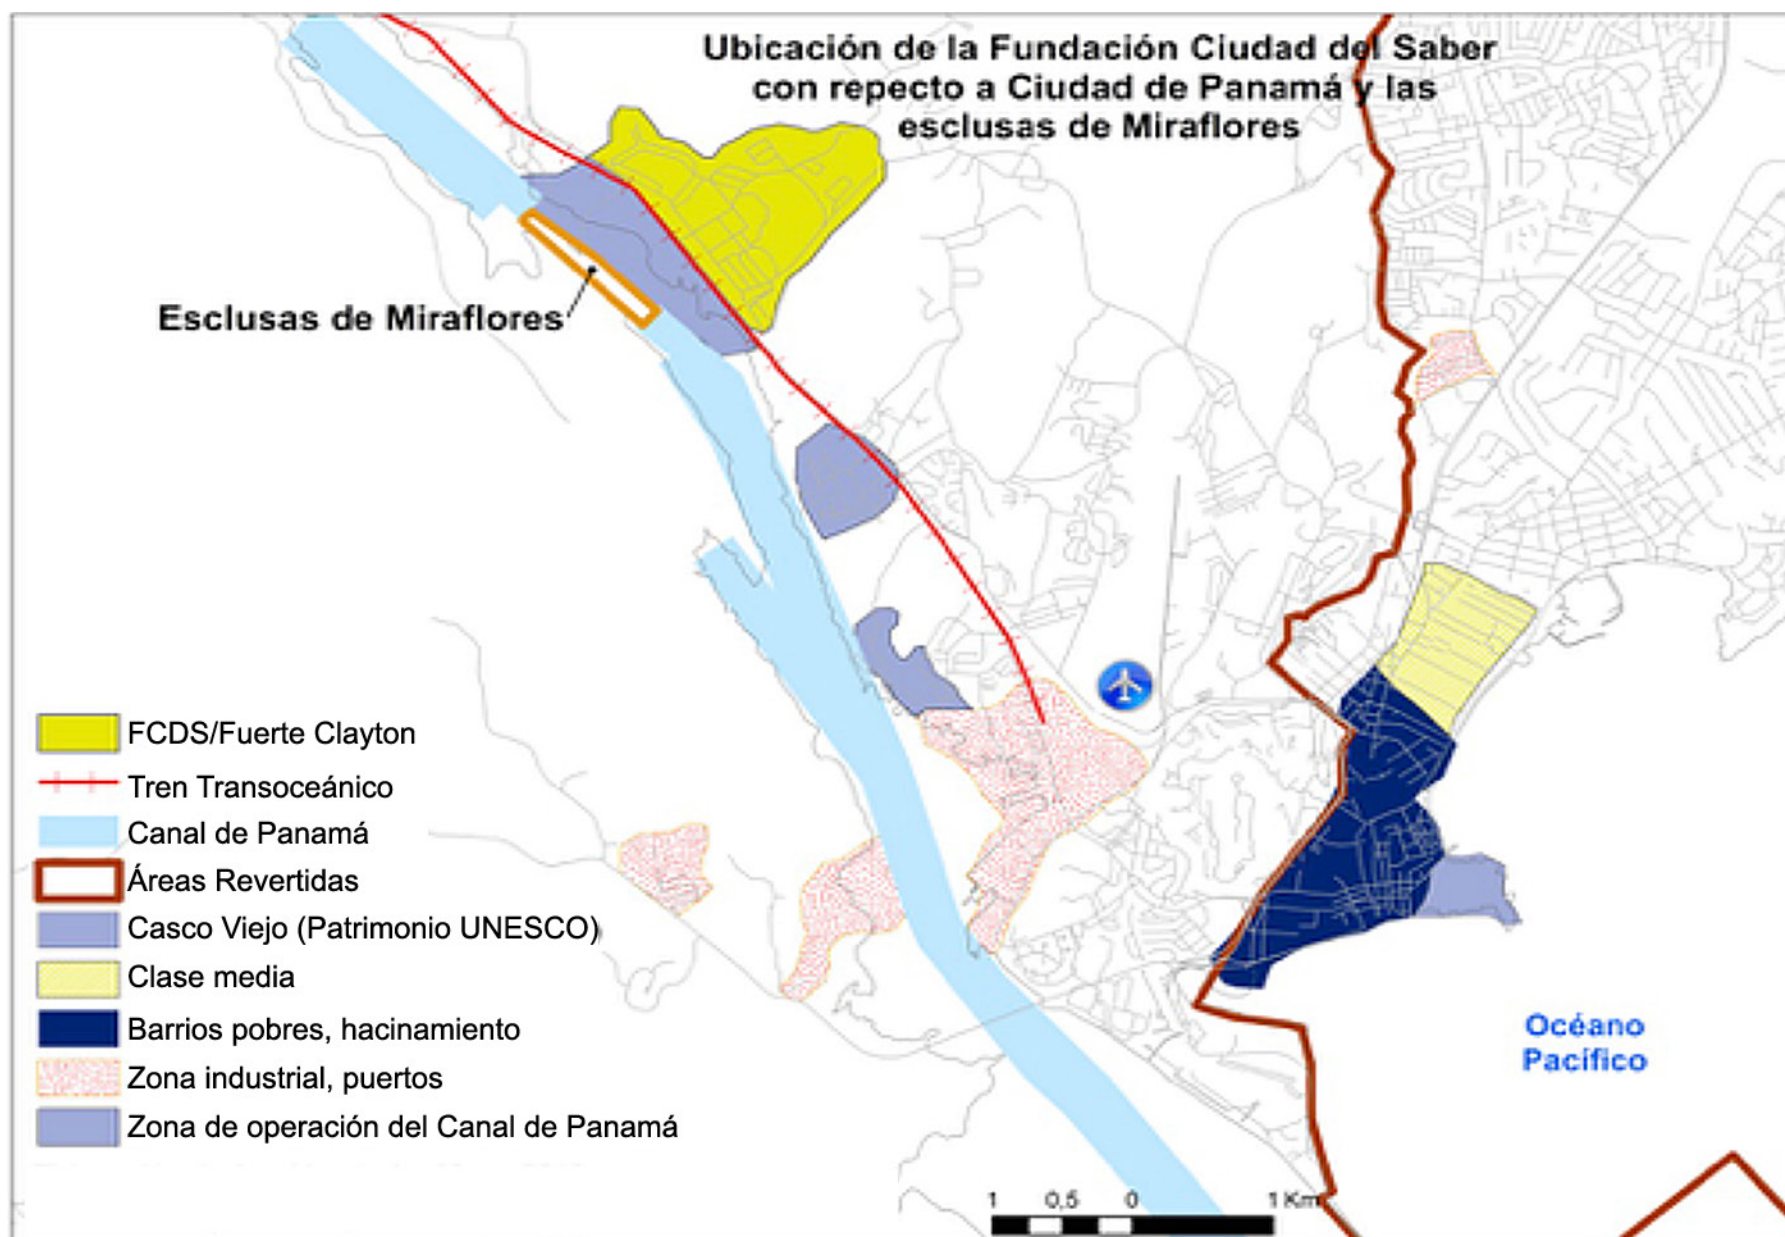 Ubicación de la Fundación Ciudad del Saber
con repecto a Ciudad de Panamá y las
esclusas de Miraflores
Esclusas de Miraflores
FCDS/Fuerte Clayton
Tren Transoceánico
Canal de Panamá
Áreas Revertidas
Casco Viejo (Patrimonio UNESCO)
Clase media
Barrios pobres, hacinamiento
Zona industrial, puertos
Zona de operación del Canal de Panamá
Océano
Pacífico
1 0,5 0 1 Km